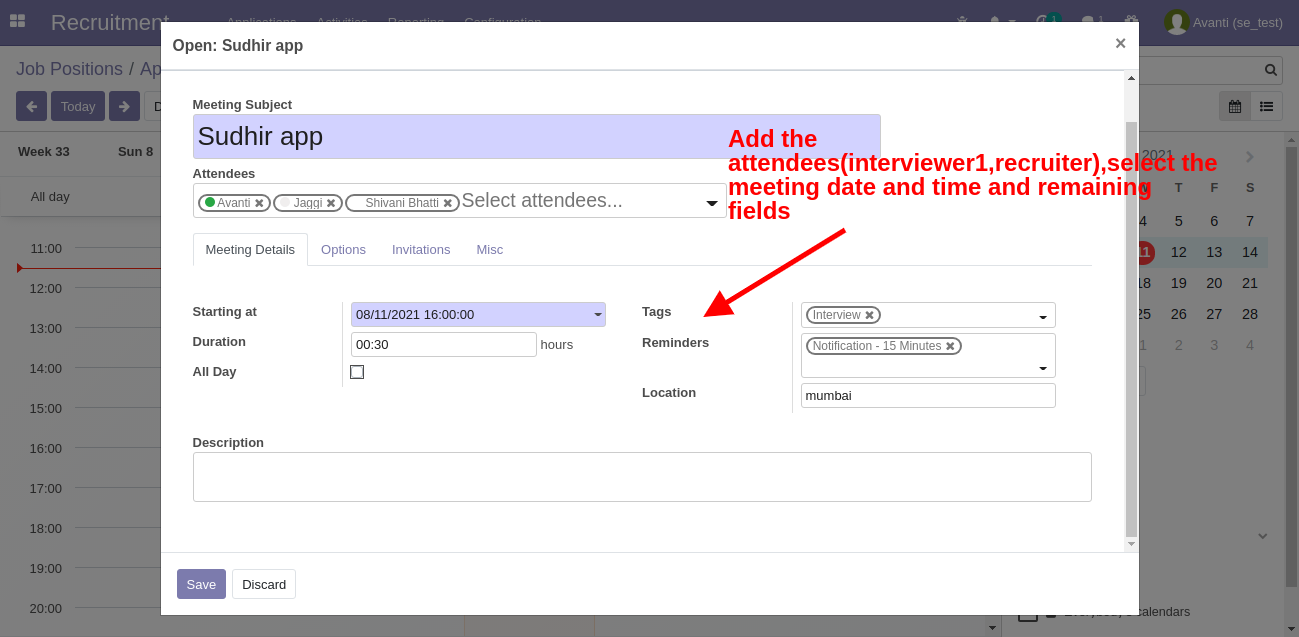 Recruitment
Applications Activities Reporting Configuration
1 1 Avanti (se_test)
Open: Sudhir app ×
Job Positions / Ap
Today
Meeting Subject
Sudhir app
Add the
attendees(interviewer1,recruiter),select the
meeting date and time and remaining
fields
Week 33 Sun 8
2021
Attendees
Avanti Jaggi Shivani Bhatti Select attendees...
T F S
All day
4 5 6 7
11:00
Meeting Details Options Invitations Misc
11 12 13 14
12:00
18 19 20 21
Starting at 08/11/2021 16:00:00
Tags Interview
25 26 27 28
13:00
Duration 00:30 hours
Reminders Notification - 15 Minutes
1 2 3 4
14:00
All Day
Location mumbai
15:00
16:00
Description
17:00
18:00
19:00
Save Discard
20:00
calendars